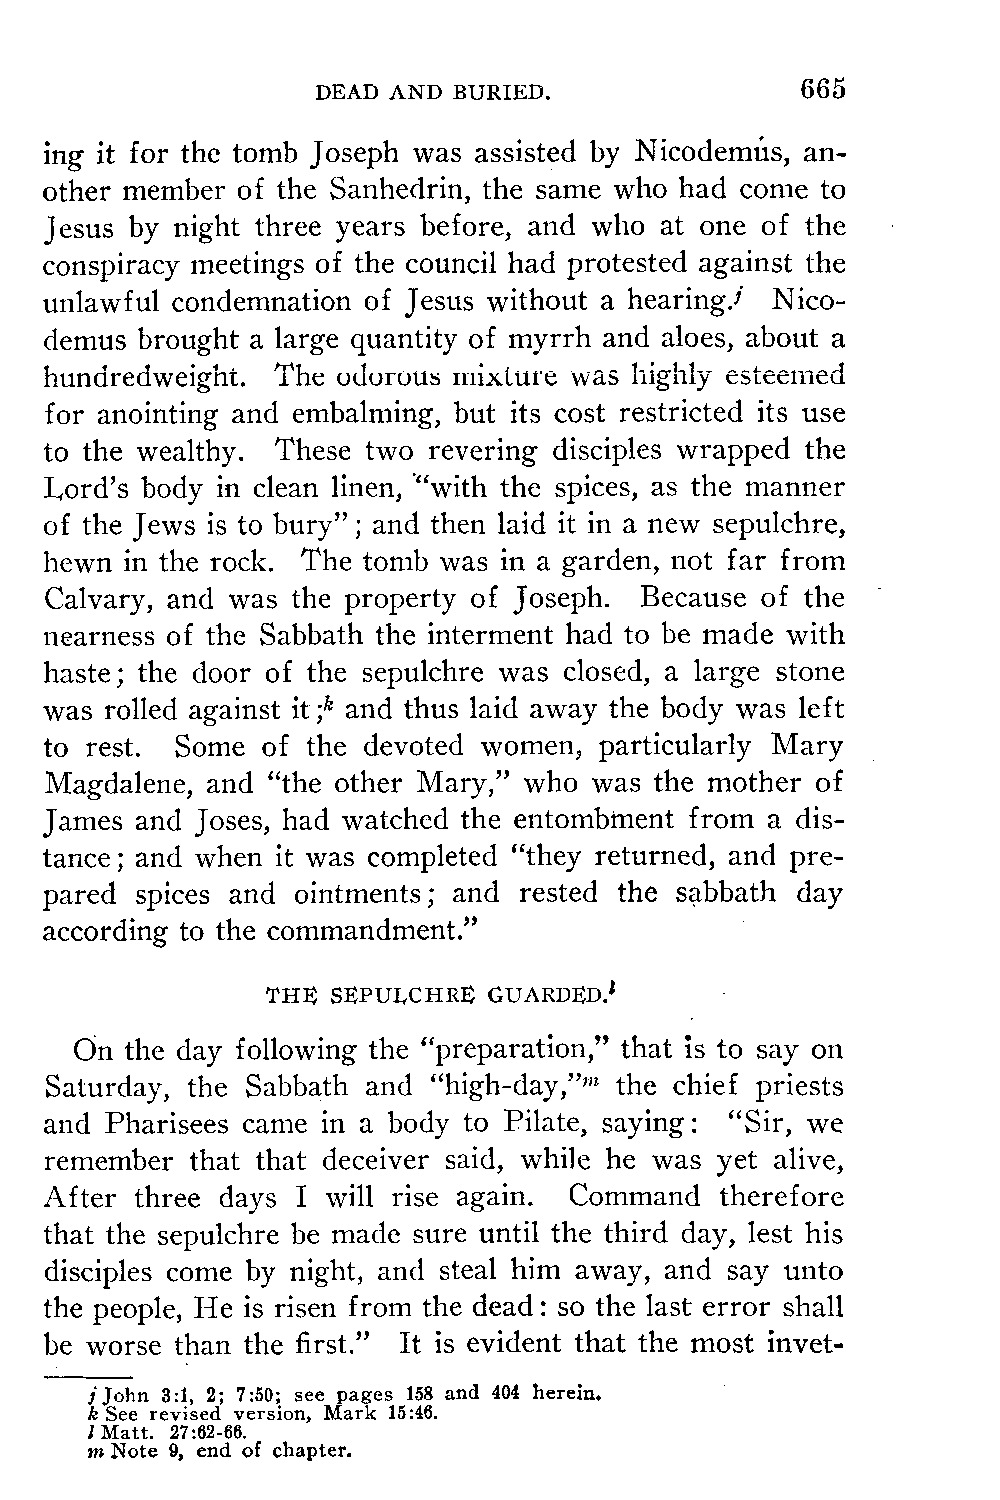 DEAD AND BURIED. 665
ing it for the tomb Joseph was assisted by Nicodemus, an-
other member of the Sanhedrin, the same who had come to
Jesus by night three years before, and who at one of the
conspiracy meetings of the council had protested against the
unlawful condemnation of Jesus without a hearing.j Nico-
demus brought a large quantity of myrrh and aloes, about a
hundredweight. The odorous mixture was highly esteemed
for anointing and embalming, but its cost restricted its use
to the wealthy. These two revering disciples wrapped the
Lord's body in clean linen, "with the spices, as the manner
of the Jews is to bury"; and then laid it in a new sepulchre,
hewn in the rock. The tomb was in a garden, not far from
Calvary, and was the property of Joseph. Because of the
nearness of the Sabbath the interment had to be made with
haste; the door of the sepulchre was closed, a large stone
was rolled against it;k and thus laid away the body was left
to rest. Some of the devoted women, particularly Mary
Magdalene, and "the other Mary," who was the mother of
James and Joses, had watched the entombment from a dis-
tance; and when it was completed "they returned, and pre-
pared spices and ointments; and rested the sabbath day
according to the commandment."
THE SEPULCHRE GUARDED.l
On the day following the "preparation," that is to say on
Saturday, the Sabbath and "high-day,"m the chief priests
and Pharisees came in a body to Pilate, saying: "Sir, we
remember that that deceiver said, while he was yet alive,
After three days I will rise again. Command therefore
that the sepulchre be made sure until the third day, lest his
disciples come by night, and steal him away, and say unto
the people, He is risen from the dead: so the last error shall
be worse than the first." It is evident that the most invet-
j John 3:1, 2; 7:50; see pages 158 and 404 herein.
k See revised version, Mark 15:46.
l Matt. 27:62-66.
m Note 9, end of chapter.